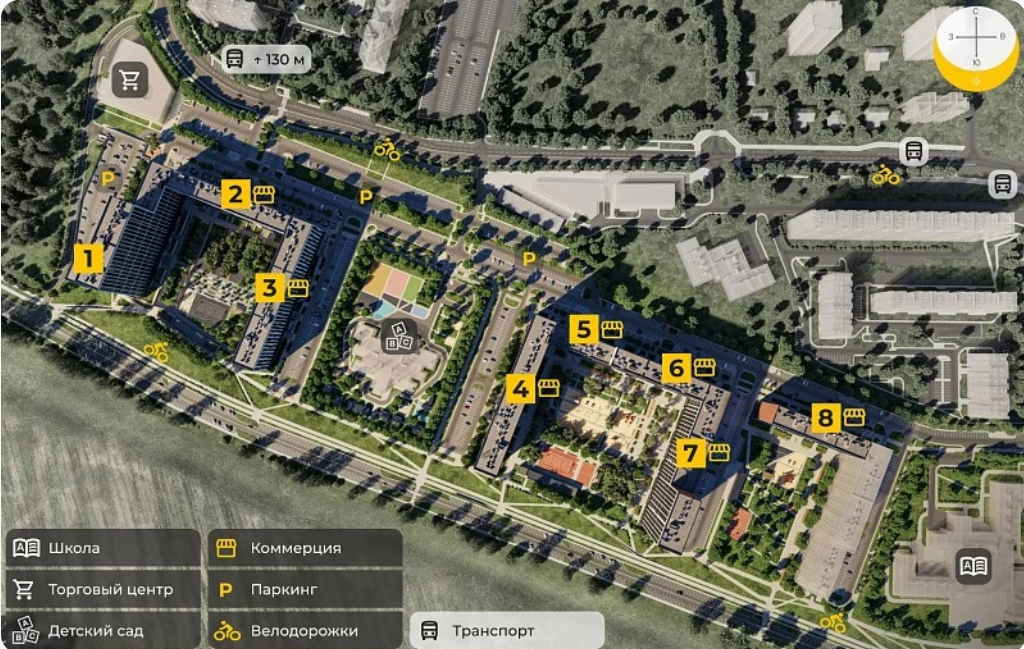 С
З В
Ю
↑ 130 м
P
2
P
1
3
P
A
B C
5
6
4
8
7
Школа
Коммерция
Торговый центр
P Паркинг
A
B C
Детский сад
Велодорожки
Транспорт